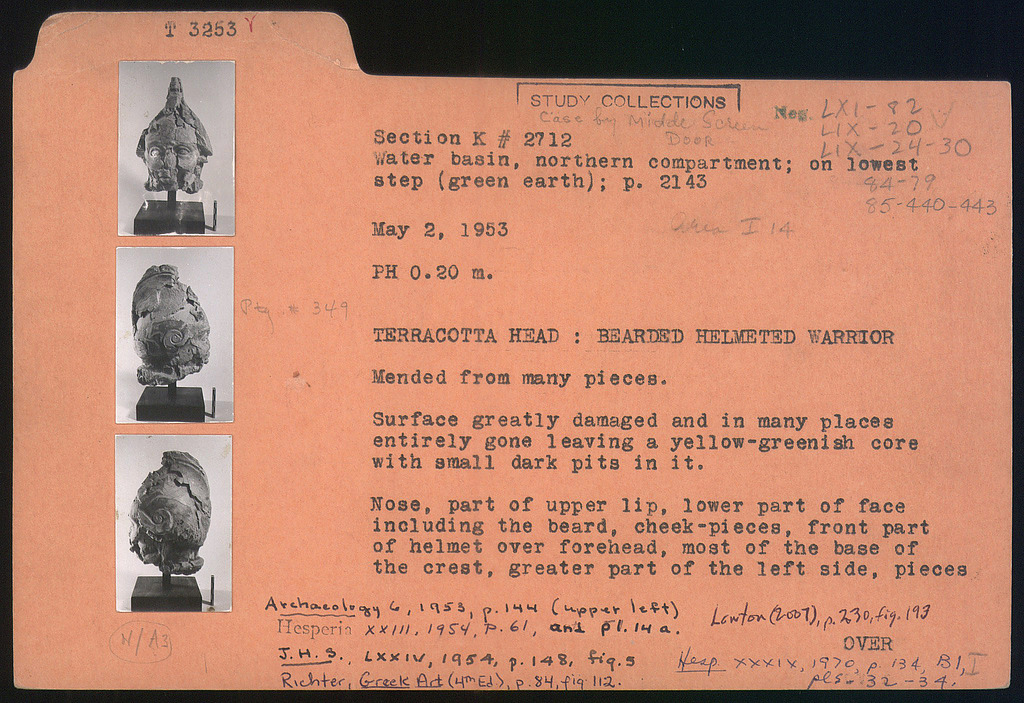 T 3253 γ
STUDY COLLECTIONS
Case by Middle Screen
Door
Neg. LXI-82
LIX-20
LIX-24-30
84-79
85-440-443
Section K # 2712
Water basin, northern compartment; on lowest
step (green earth); p. 2143
May 2, 1953
Area I 14
PH 0.20 m.
Ptg. # 349
TERRACOTTA HEAD : BEARDED HELMETED WARRIOR
Mended from many pieces.
Surface greatly damaged and in many places
entirely gone leaving a yellow-greenish core
with small dark pits in it.
Nose, part of upper lip, lower part of face
including the beard, cheek-pieces, front part
of helmet over forehead, most of the base of
the crest, greater part of the left side, pieces
Archaeology 6, 1953, p. 144 (upper left)
Hesperia XXIII, 1954, P. 61, and pl. 14 a.
Lawton (2007), p. 230, fig. 193
N/A3
OVER
J.H.S., LXXIV, 1954, p. 148, fig. 5
Hesp XXXIX, 1970, p. 134, B1, I
pls. 32-34.
Richter, Greek Art (4th Ed), p. 84, fig 112.